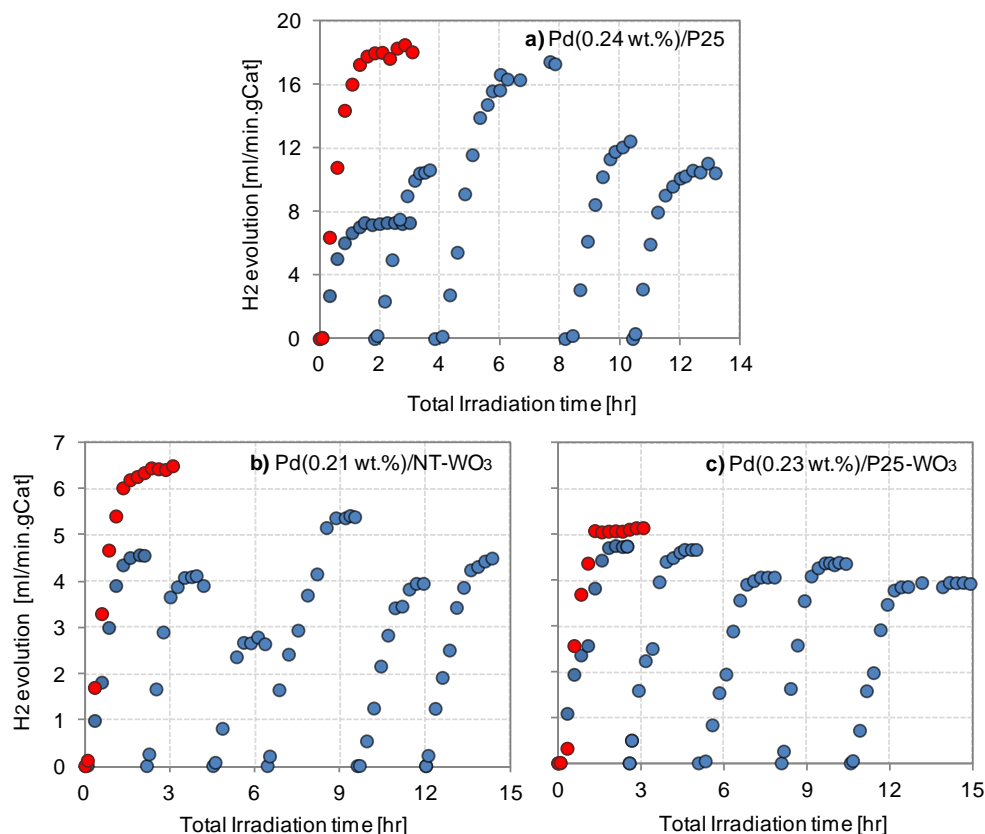 a) Pd(0.24 wt.%)/P25
H2 evolution [ml/min.gCat]
20
16
12
8
4
0
0 2 4 6 8 10 12 14
Total Irradiation time [hr]
b) Pd(0.21 wt.%)/NT-WO3
H2 evolution [ml/min.gCat]
7
6
5
4
3
2
1
0
0 3 6 9 12 15
Total Irradiation time [hr]
c) Pd(0.23 wt.%)/P25-WO3
0 3 6 9 12 15
Total Irradiation time [hr]